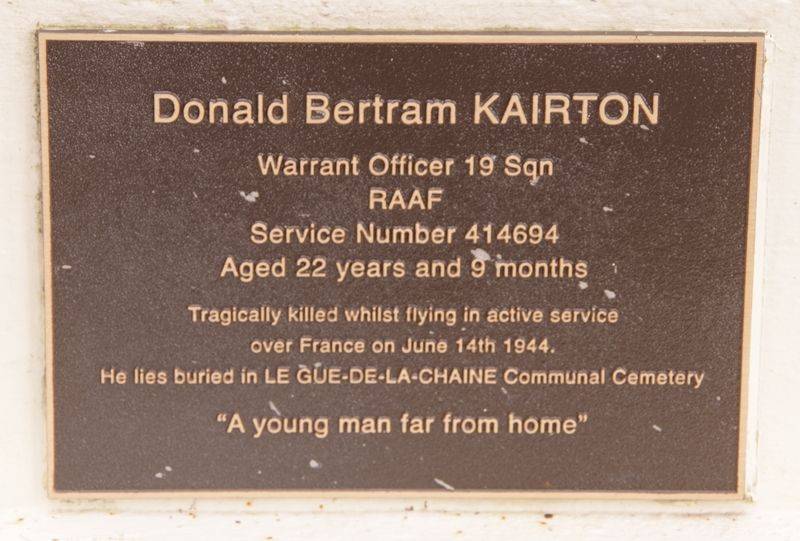 Donald Bertram KAIRTON
Warrant Officer 19 Sqn
RAAF
Service Number 414694
Aged 22 years and 9 months
Tragically killed whilst flying in active service
over France on June 14th 1944.
He lies buried in LE GUE-DE-LA-CHAINE Communal Cemetery
“A young man far from home”